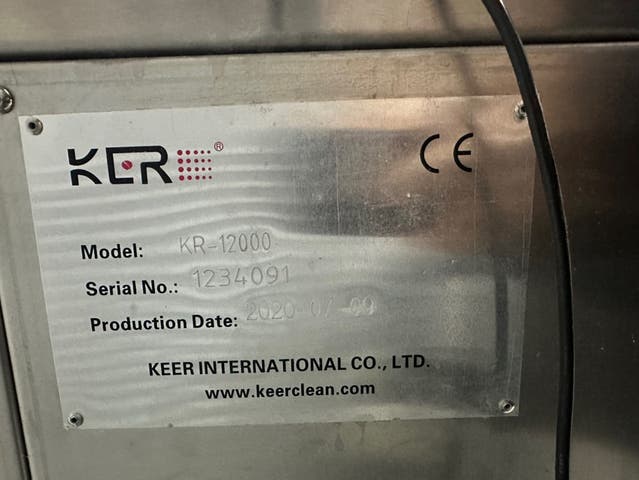 KER®
CE
Model: KR-12000
Serial No.: 1234091
Production Date: 2020-07-09
KEER INTERNATIONAL CO., LTD.
www.keerclean.com